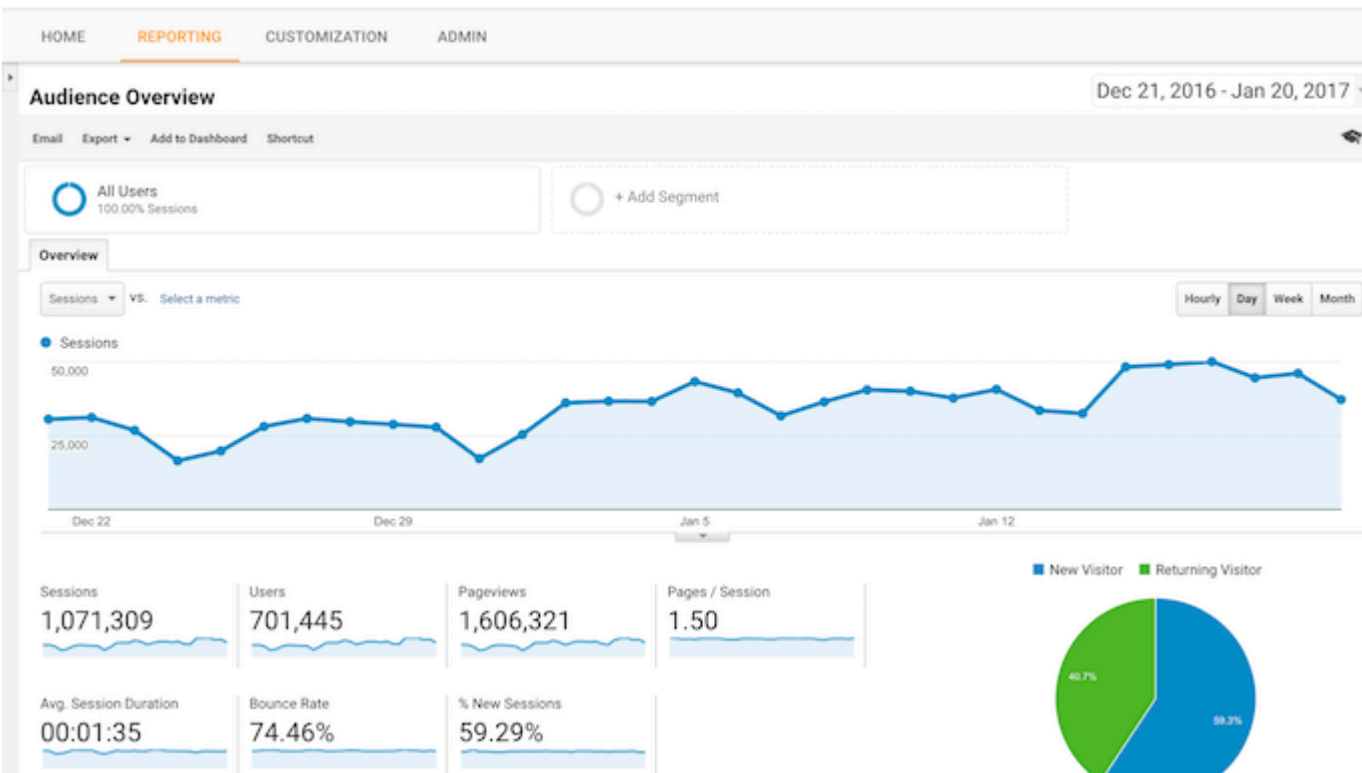 HOME REPORTING CUSTOMIZATION ADMIN
Audience Overview
Dec 21, 2016 - Jan 20, 2017
Email Export Add to Dashboard Shortcut
All Users
100.00% Sessions
+ Add Segment
Overview
Sessions VS. Select a metric
Hourly Day Week Month
Sessions
50,000
25,000
Dec 22 Dec 29 Jan 5 Jan 12
New Visitor Returning Visitor
Sessions
1,071,309
Users
701,445
Pageviews
1,606,321
Pages / Session
1.50
Avg. Session Duration
00:01:35
Bounce Rate
74.46%
% New Sessions
59.29%
40.7%
59.3%